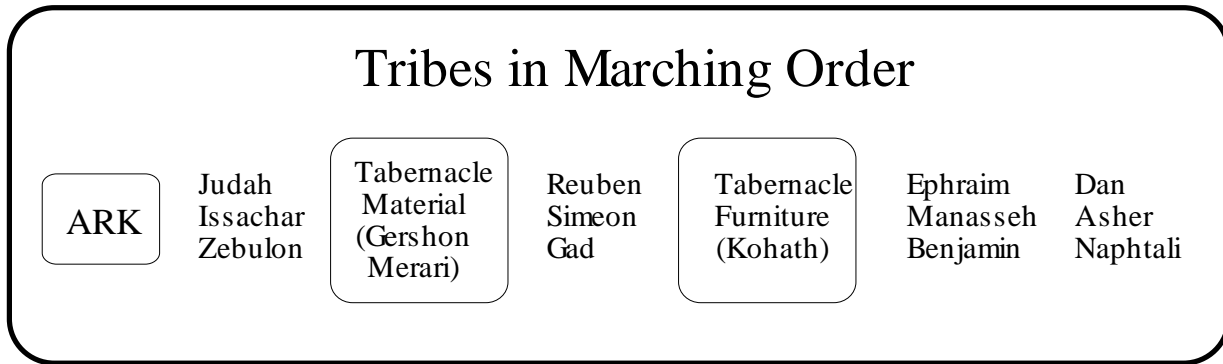 Tribes in Marching Order
ARK
Judah
Issachar
Zebulon
Tabernacle
Material
(Gershon
Merari)
Reuben
Simeon
Gad
Tabernacle
Furniture
(Kohath)
Ephraim
Manasseh
Benjamin
Dan
Asher
Naphtali